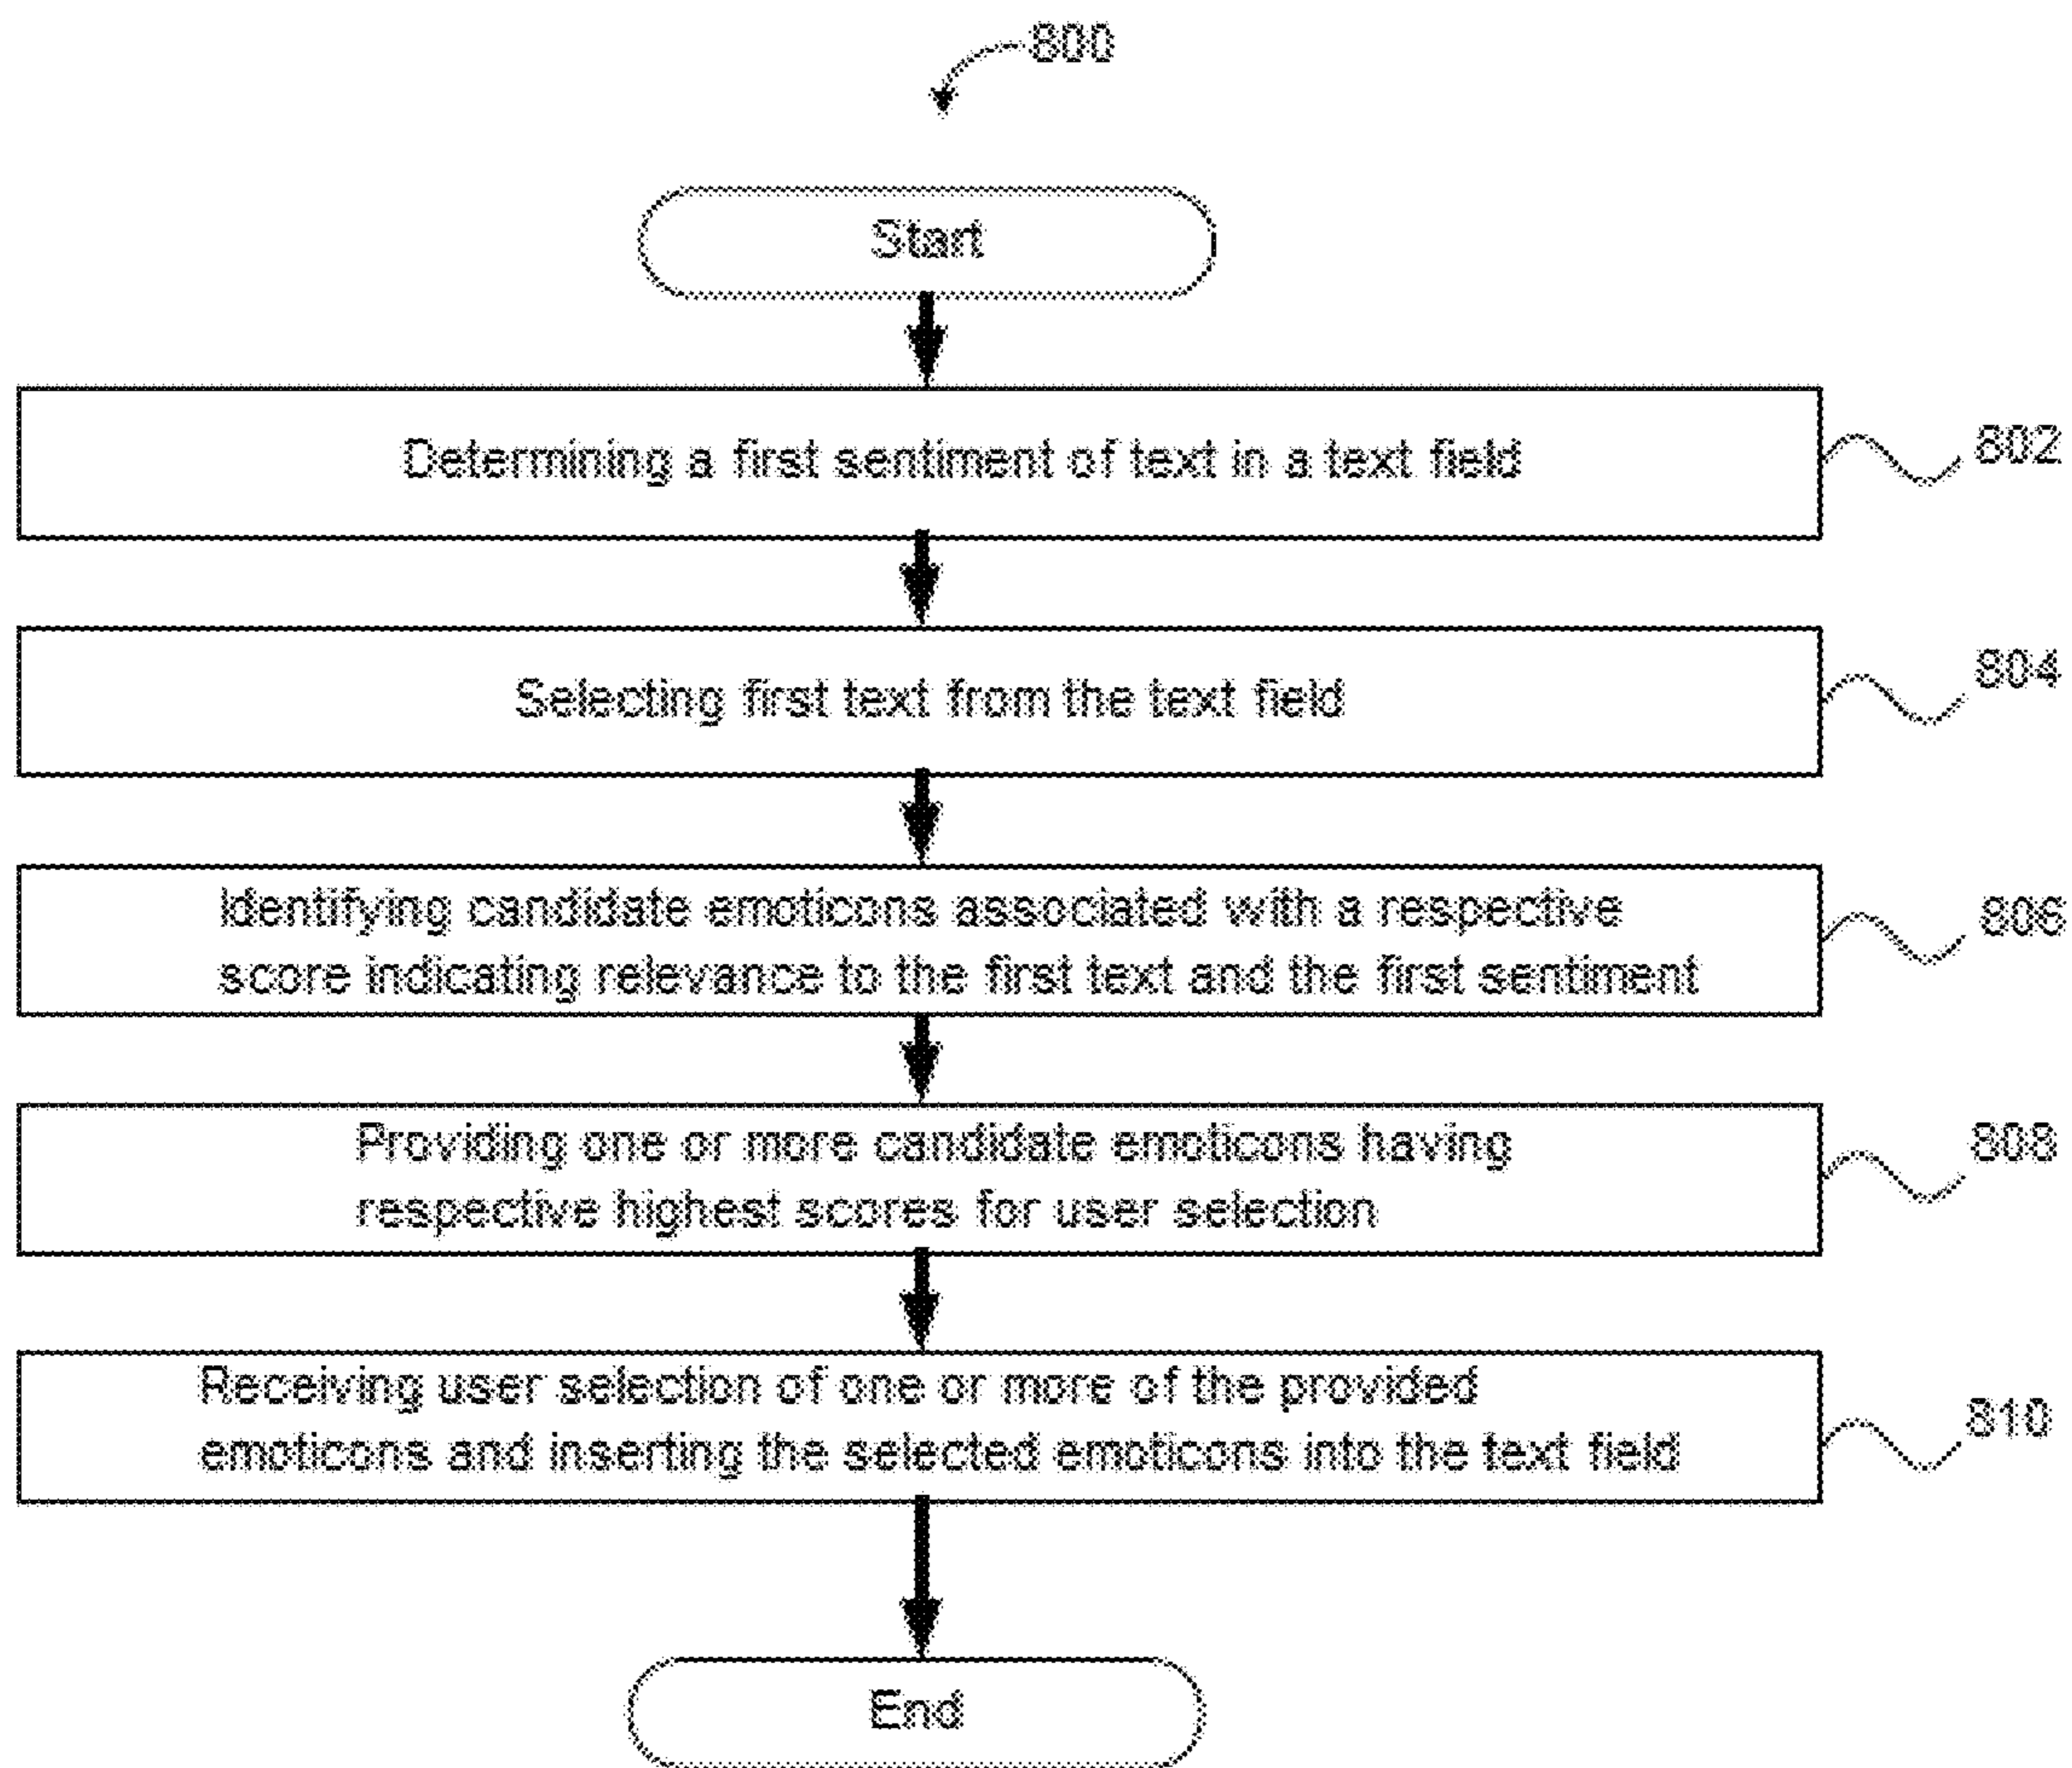 800
Start
Determining a first sentiment of text in a text field
802
Selecting first text from the text field
804
Identifying candidate emoticons associated with a respective
score indicating relevance to the first text and the first sentiment
806
Providing one or more candidate emoticons having
respective highest scores for user selection
808
Receiving user selection of one or more of the provided
emoticons and inserting the selected emoticons into the text field
810
End